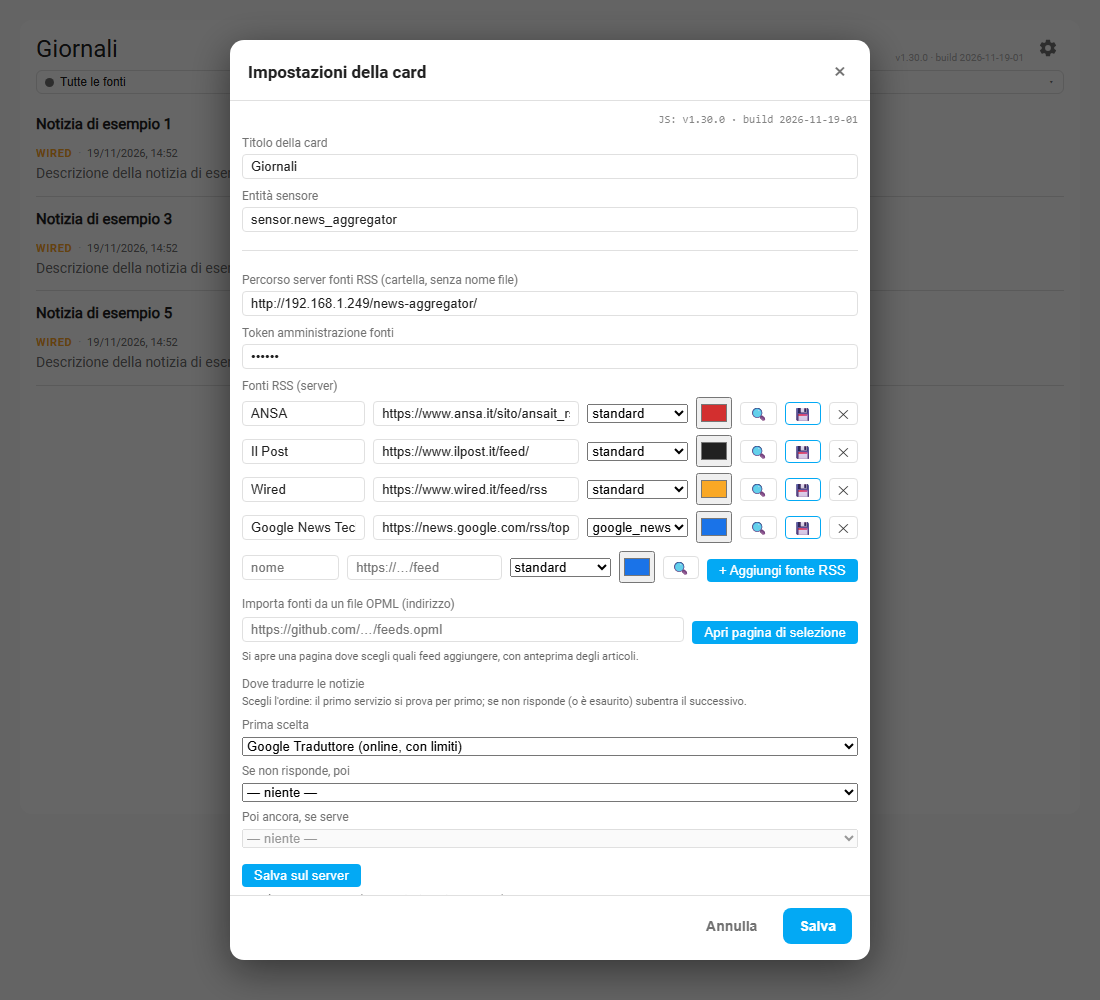 Giornali
v1.30.0 · build 2026-11-19-01
Tutte le fonti
Notizia di esempio 1
WIRED · 19/11/2026, 14:52
Descrizione della notizia di ese
Notizia di esempio 3
WIRED · 19/11/2026, 14:52
Descrizione della notizia di ese
Notizia di esempio 5
WIRED · 19/11/2026, 14:52
Descrizione della notizia di ese
Impostazioni della card
JS: v1.30.0 · build 2026-11-19-01
Titolo della card
Giornali
Entità sensore
sensor.news_aggregator
Percorso server fonti RSS (cartella, senza nome file)
http://192.168.1.249/news-aggregator/
Token amministrazione fonti
••••••
Fonti RSS (server)
ANSA https://www.ansa.it/sito/ansait_r standard
Il Post https://www.ilpost.it/feed/ standard
Wired https://www.wired.it/feed/rss standard
Google News Tec https://news.google.com/rss/top google_news
nome https://…/feed standard + Aggiungi fonte RSS
Importa fonti da un file OPML (indirizzo)
https://github.com/…/feeds.opml Apri pagina di selezione
Si apre una pagina dove scegli quali feed aggiungere, con anteprima degli articoli.
Dove tradurre le notizie
Scegli l'ordine: il primo servizio si prova per primo; se non risponde (o è esaurito) subentra il successivo.
Prima scelta
Google Traduttore (online, con limiti)
Se non risponde, poi
— niente —
Poi ancora, se serve
— niente —
Salva sul server
Annulla Salva